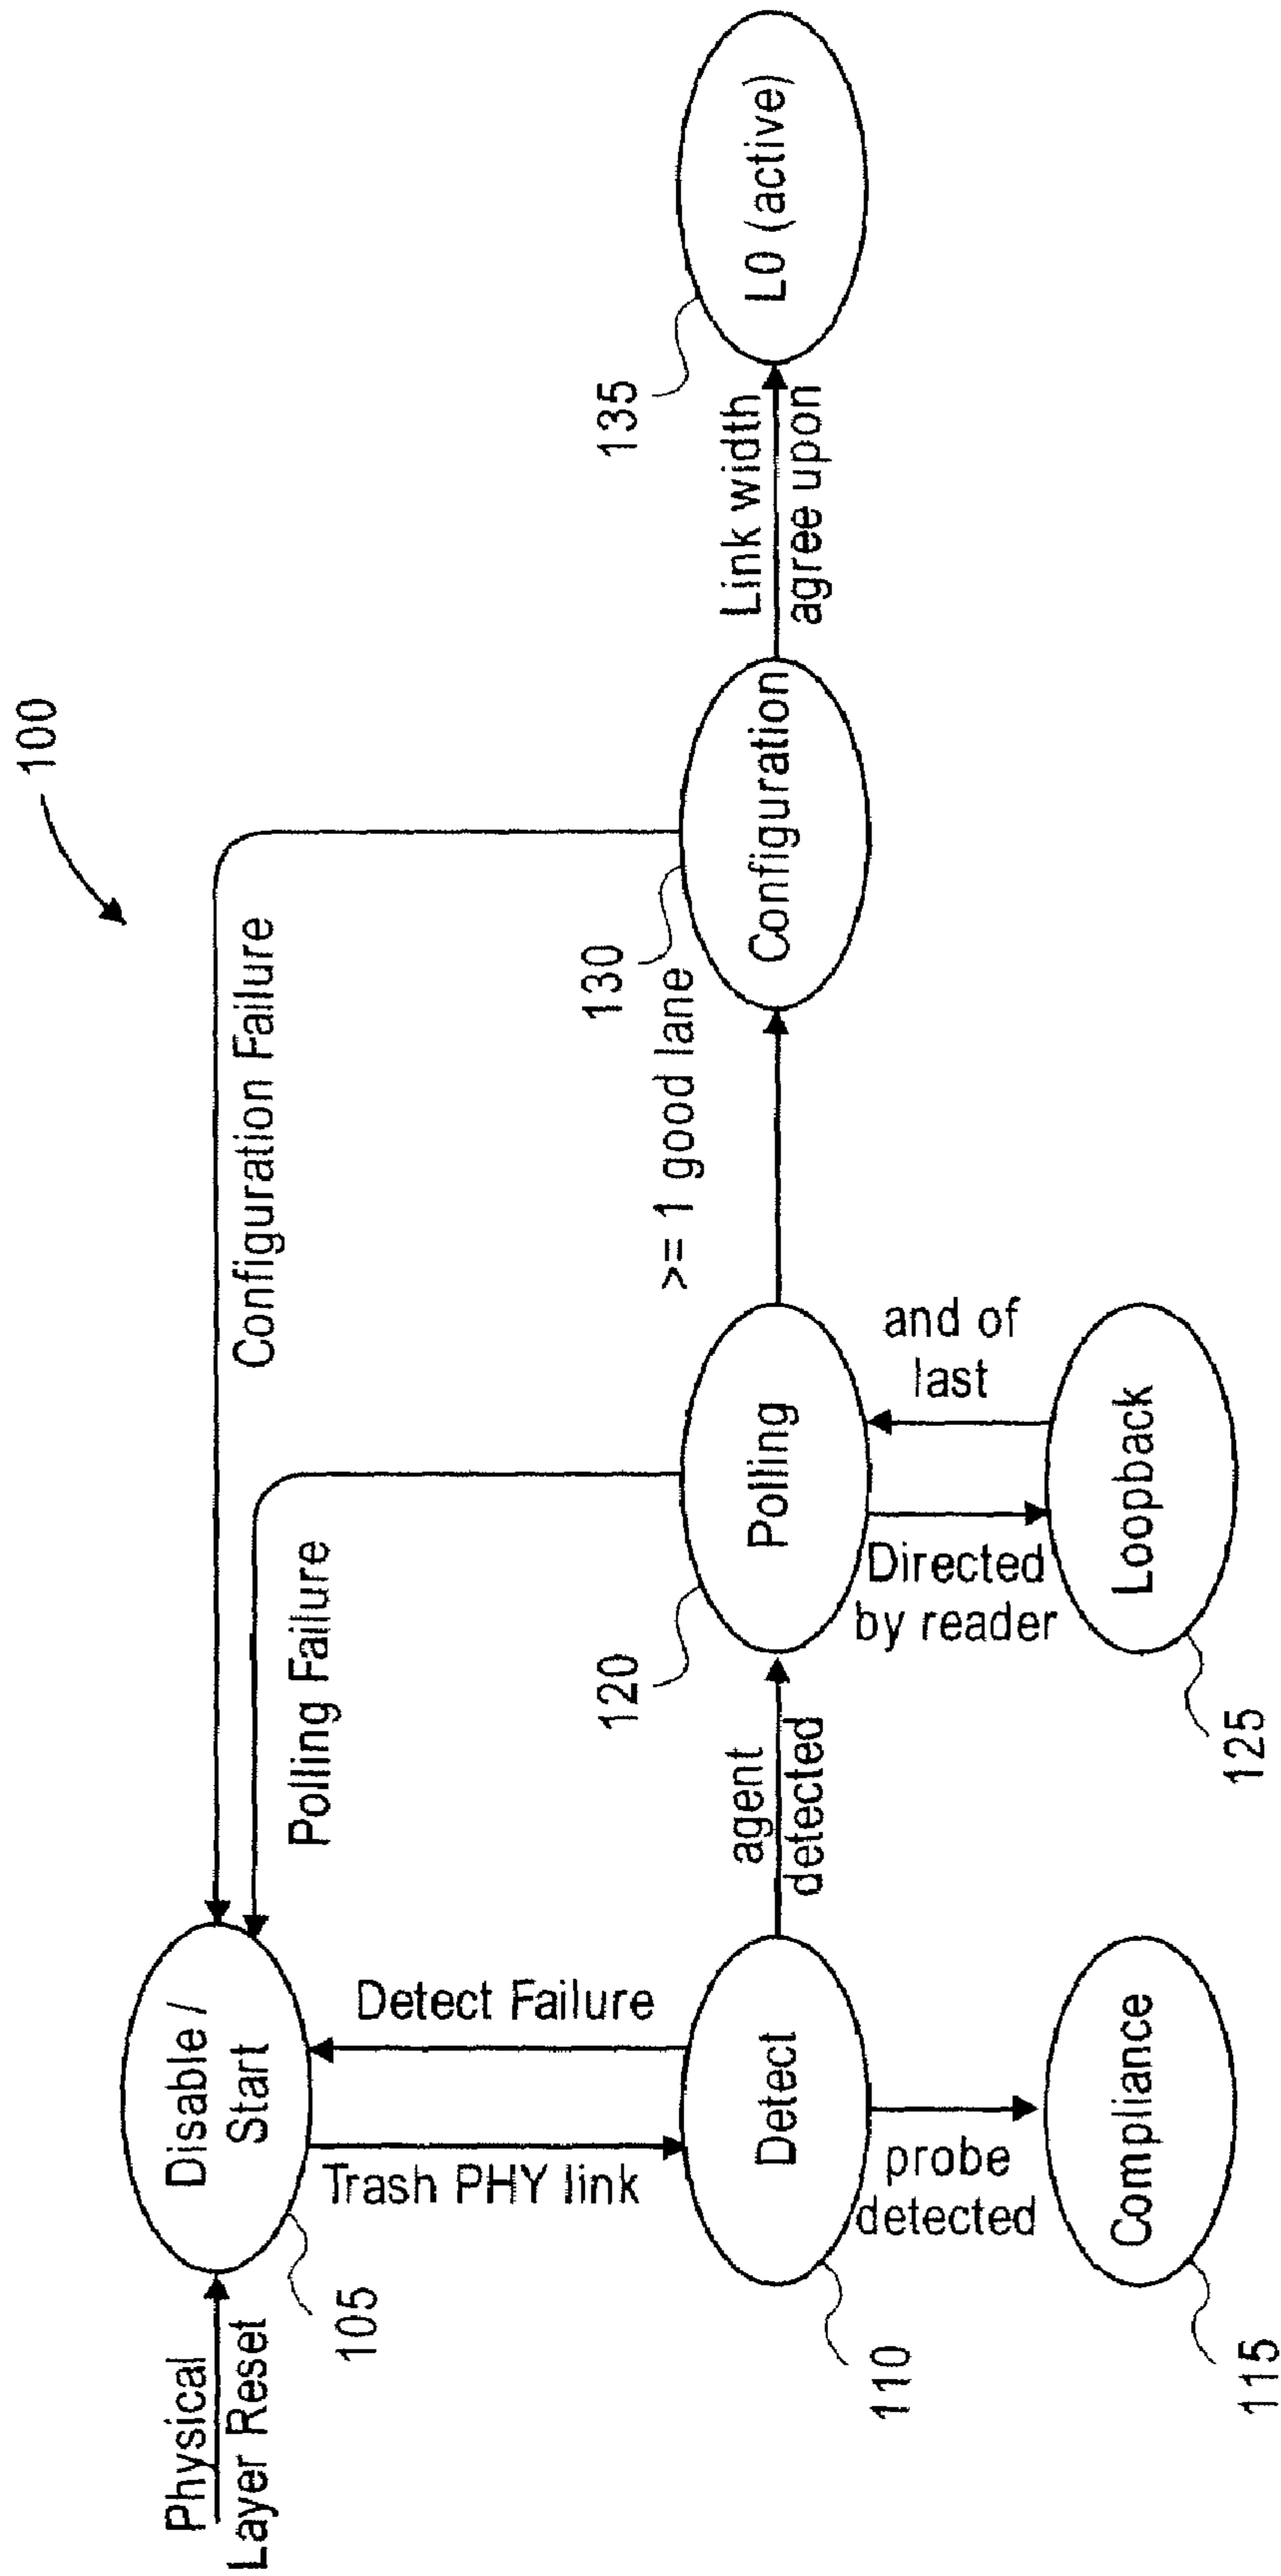 100
Physical
Layer Reset
Disable /
Start
105
Configuration Failure
Polling Failure
Detect Failure
Trash PHY link
Detect
110
agent
detected
Polling
120
>= 1 good lane
Configuration
130
Link width
agree upon
L0 (active)
135
probe
detected
Compliance
115
Directed
by reader
and of
last
Loopback
125